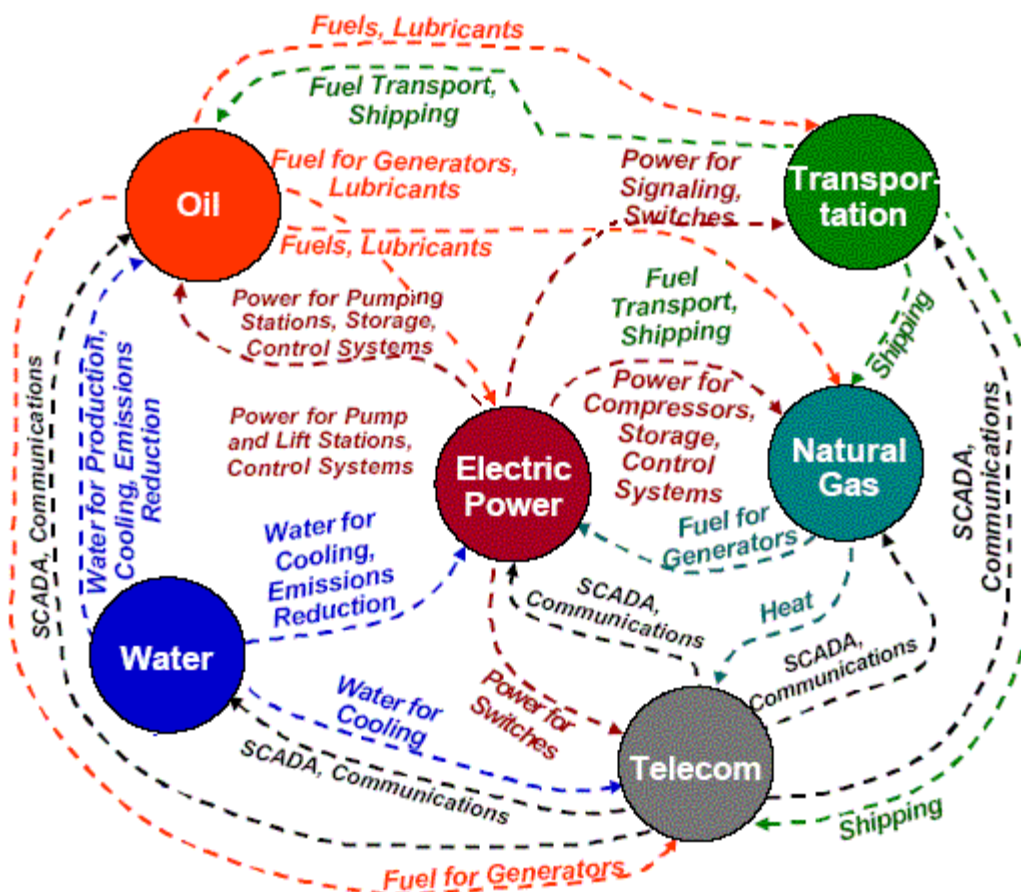 Fuels, Lubricants
Fuel Transport,
Shipping
Oil
Fuel for Generators,
Lubricants
Fuels, Lubricants
Power for
Signaling,
Switches
Transpor-
tation
Power for Pumping
Stations, Storage,
Control Systems
Fuel
Transport,
Shipping
Shipping
Power for Pump
and Lift Stations,
Control Systems
Electric
Power
Power for
Compressors,
Storage,
Control
Systems
Natural
Gas
SCADA,
Communications
SCADA, Communications
Water for Production,
Cooling, Emissions
Reduction
Water for
Cooling,
Emissions
Reduction
Fuel for
Generators
Heat
SCADA,
Communications
SCADA,
Communications
Water
Water for
Cooling
Power for
Switches
SCADA, Communications
Telecom
Shipping
Fuel for Generators